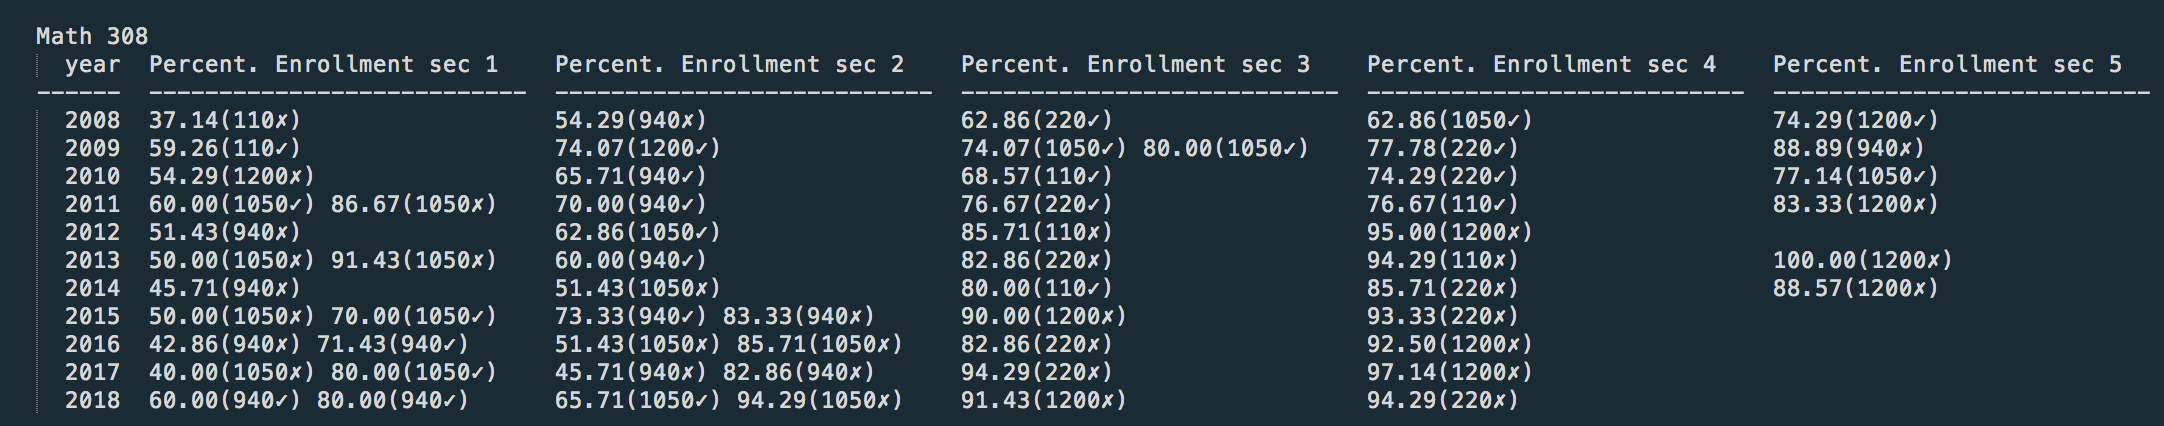 Math 308
year Percent. Enrollment sec 1 Percent. Enrollment sec 2 Percent. Enrollment sec 3 Percent. Enrollment sec 4 Percent. Enrollment sec 5
------ --------------------------- --------------------------- --------------------------- --------------------------- ---------------------------
2008 37.14(110✗) 54.29(940✗) 62.86(220✓) 62.86(1050✓) 74.29(1200✓)
2009 59.26(110✓) 74.07(1200✓) 74.07(1050✓) 80.00(1050✓) 77.78(220✓) 88.89(940✗)
2010 54.29(1200✗) 65.71(940✓) 68.57(110✓) 74.29(220✓) 77.14(1050✓)
2011 60.00(1050✓) 86.67(1050✗) 70.00(940✓) 76.67(220✓) 76.67(110✓) 83.33(1200✗)
2012 51.43(940✗) 62.86(1050✓) 85.71(110✗) 95.00(1200✗)
2013 50.00(1050✗) 91.43(1050✗) 60.00(940✓) 82.86(220✗) 94.29(110✗) 100.00(1200✗)
2014 45.71(940✗) 51.43(1050✗) 80.00(110✓) 85.71(220✗) 88.57(1200✗)
2015 50.00(1050✗) 70.00(1050✓) 73.33(940✓) 83.33(940✗) 90.00(1200✗) 93.33(220✗)
2016 42.86(940✗) 71.43(940✓) 51.43(1050✗) 85.71(1050✗) 82.86(220✗) 92.50(1200✗)
2017 40.00(1050✗) 80.00(1050✓) 45.71(940✗) 82.86(940✗) 94.29(220✗) 97.14(1200✗)
2018 60.00(940✓) 80.00(940✓) 65.71(1050✓) 94.29(1050✗) 91.43(1200✗) 94.29(220✗)